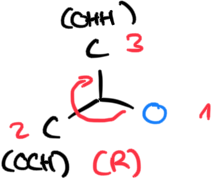 (OHH)
C 3
2 C O 1
(OCH) (R)